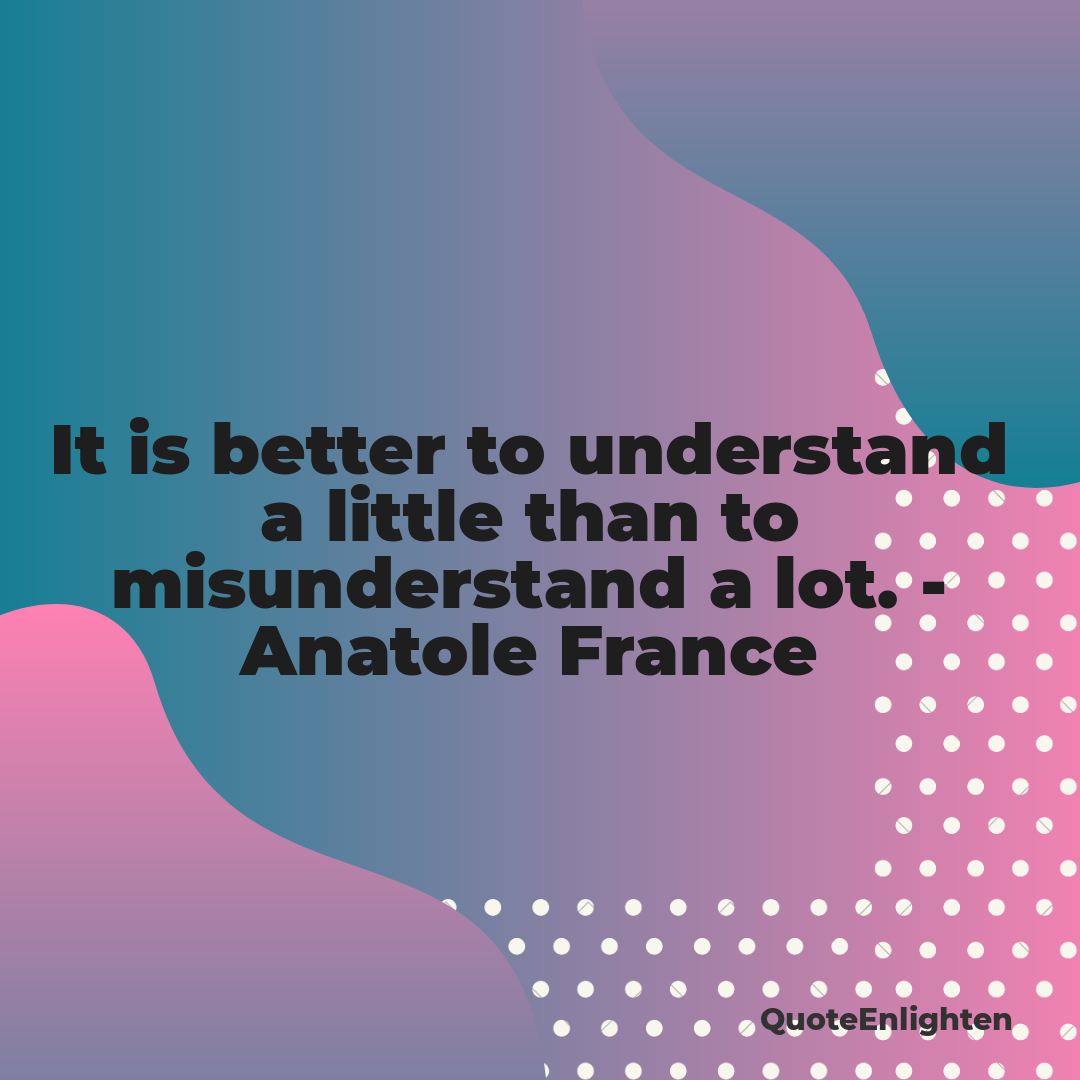 It is better to understand
a little than to
misunderstand a lot. -
Anatole France
QuoteEnlighten